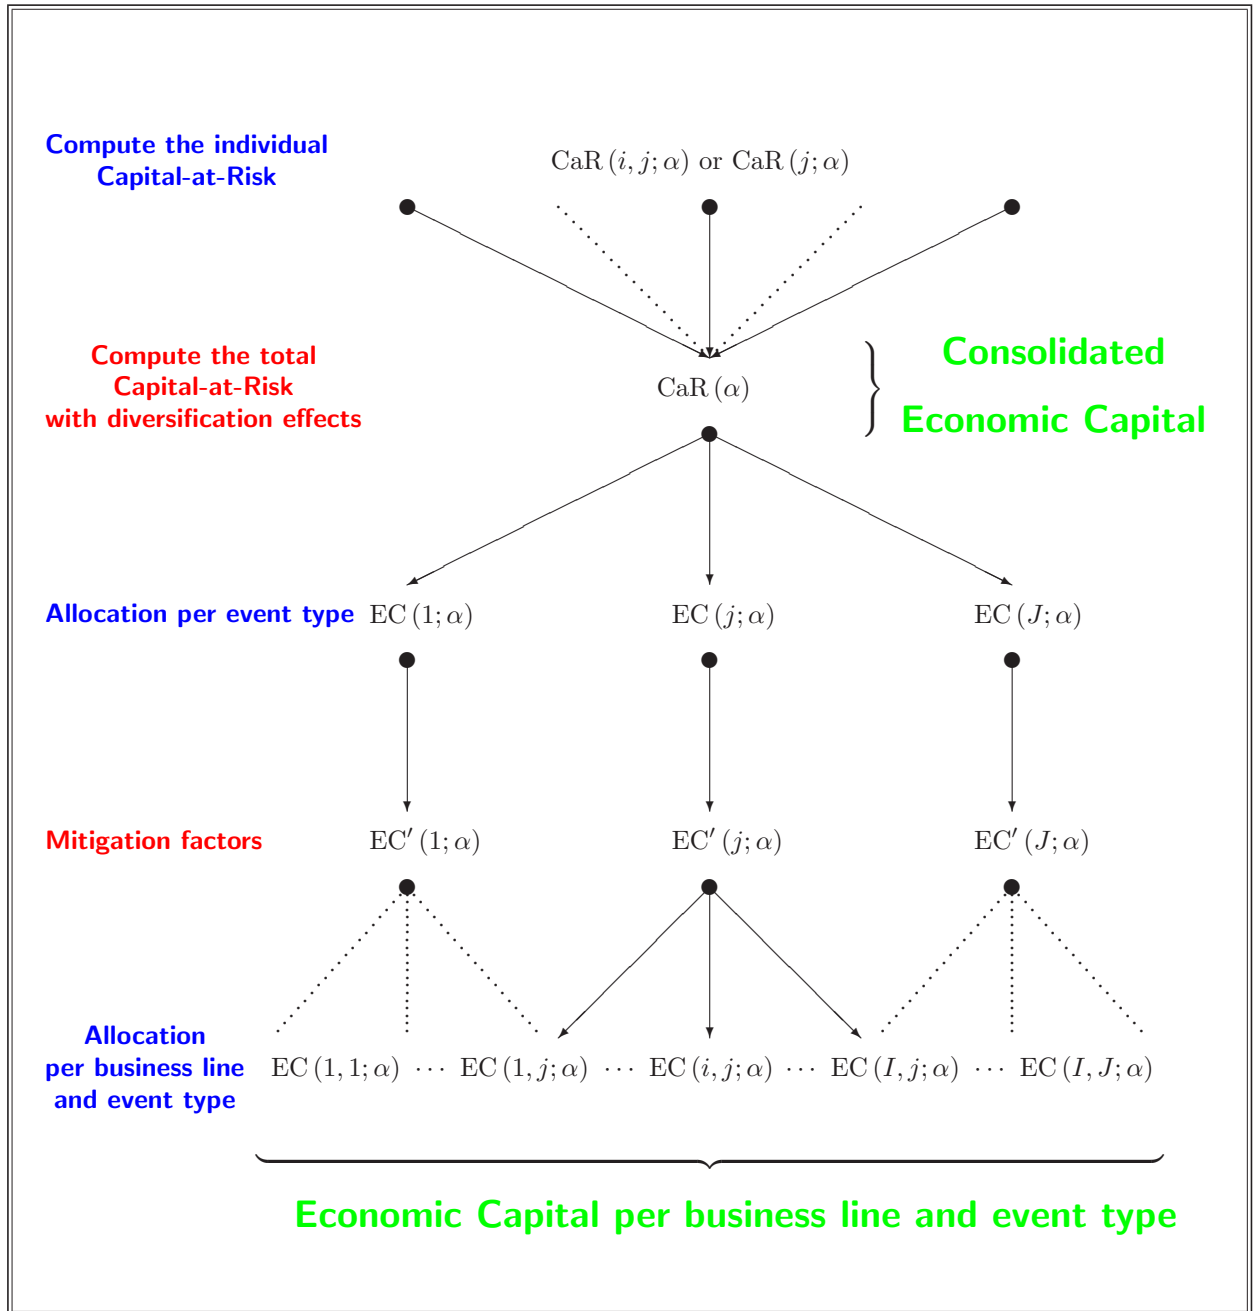 Compute the individual
Capital-at-Risk
CaR (i, j; α) or CaR (j; α)
Compute the total
Capital-at-Risk
with diversification effects
CaR (α)
Consolidated
Economic Capital
Allocation per event type EC (1; α) EC (j; α) EC (J; α)
Mitigation factors EC′ (1; α) EC′ (j; α) EC′ (J; α)
Allocation
per business line
and event type
EC (1, 1; α) ··· EC (1, j; α) ··· EC (i, j; α) ··· EC (I, j; α) ··· EC (I, J; α)
Economic Capital per business line and event type